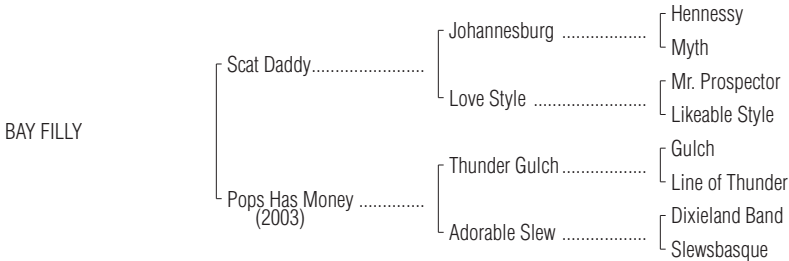 Hennessy
Johannesburg ..................
Myth
Scat Daddy........................
Mr. Prospector
Love Style ........................
Likeable Style
BAY FILLY
Gulch
Thunder Gulch..................
Line of Thunder
Pops Has Money ..............
(2003)
Dixieland Band
Adorable Slew ..................
Slewsbasque